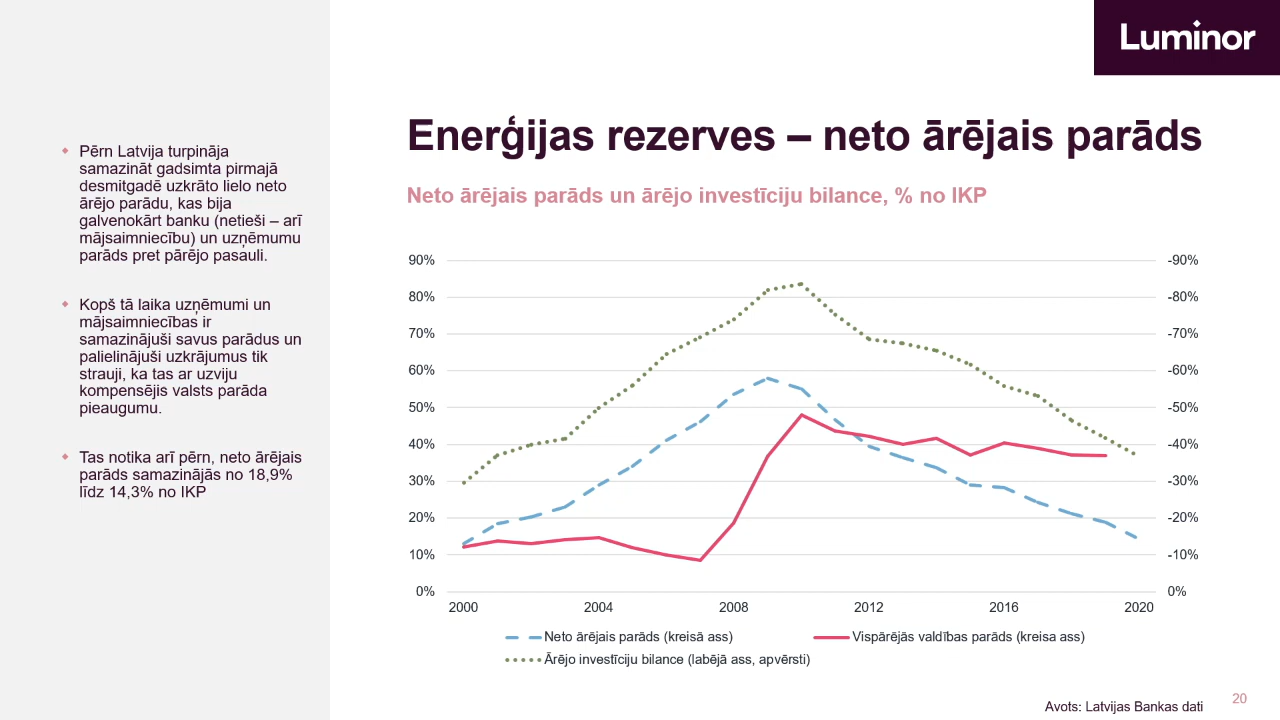 Luminor
Enerģijas rezerves – neto ārējais parāds
Neto ārējais parāds un ārējo investīciju bilance, % no IKP
Pērn Latvija turpināja
samazināt gadsimta pirmajā
desmitgadē uzkrāto lielo neto
ārējo parādu, kas bija
galvenokārt banku (netieši – arī
mājsaimniecību) un uzņēmumu
parāds pret pārējo pasauli.
Kopš tā laika uzņēmumi un
mājsaimniecības ir
samazinājuši savus parādus un
palielinājuši uzkrājumus tik
strauji, ka tas ar uzviju
kompensējis valsts parāda
pieaugumu.
Tas notika arī pērn, neto ārējais
parāds samazinājās no 18,9%
līdz 14,3% no IKP
90%
80%
70%
60%
50%
40%
30%
20%
10%
0%
-90%
-80%
-70%
-60%
-50%
-40%
-30%
-20%
-10%
0%
2000 2004 2008 2012 2016 2020
Neto ārējais parāds (kreisā ass)
Vispārējās valdības parāds (kreisa ass)
Ārējo investīciju bilance (labējā ass, apvērsti)
Avots: Latvijas Bankas dati
20